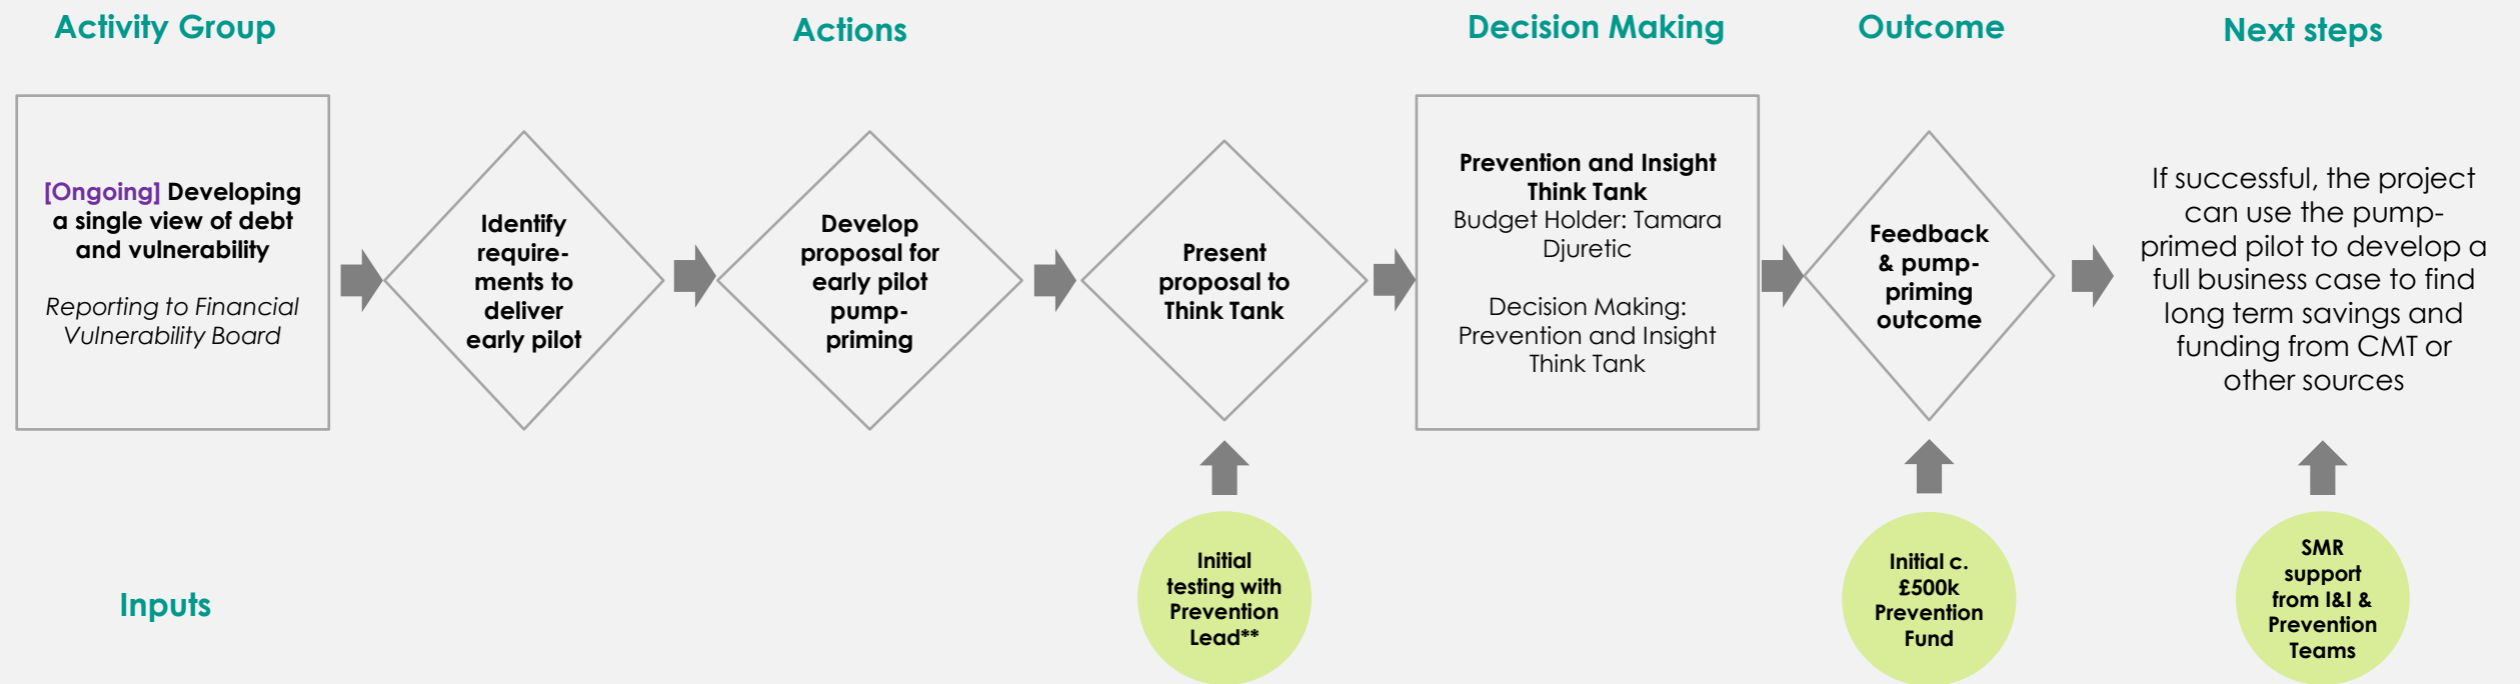 Activity Group
Actions
Decision Making
Outcome
Next steps
[Ongoing] Developing
a single view of debt
and vulnerability
Reporting to Financial
Vulnerability Board
Identify
require-
ments to
deliver
early pilot
Develop
proposal for
early pilot
pump-
priming
Present
proposal to
Think Tank
Prevention and Insight
Think Tank
Budget Holder: Tamara
Djuretic
Decision Making:
Prevention and Insight
Think Tank
Feedback
& pump-
priming
outcome
If successful, the project
can use the pump-
primed pilot to develop a
full business case to find
long term savings and
funding from CMT or
other sources
Inputs
Initial
testing with
Prevention
Lead**
Initial c.
£500k
Prevention
Fund
SMR
support
from I&I &
Prevention
Teams